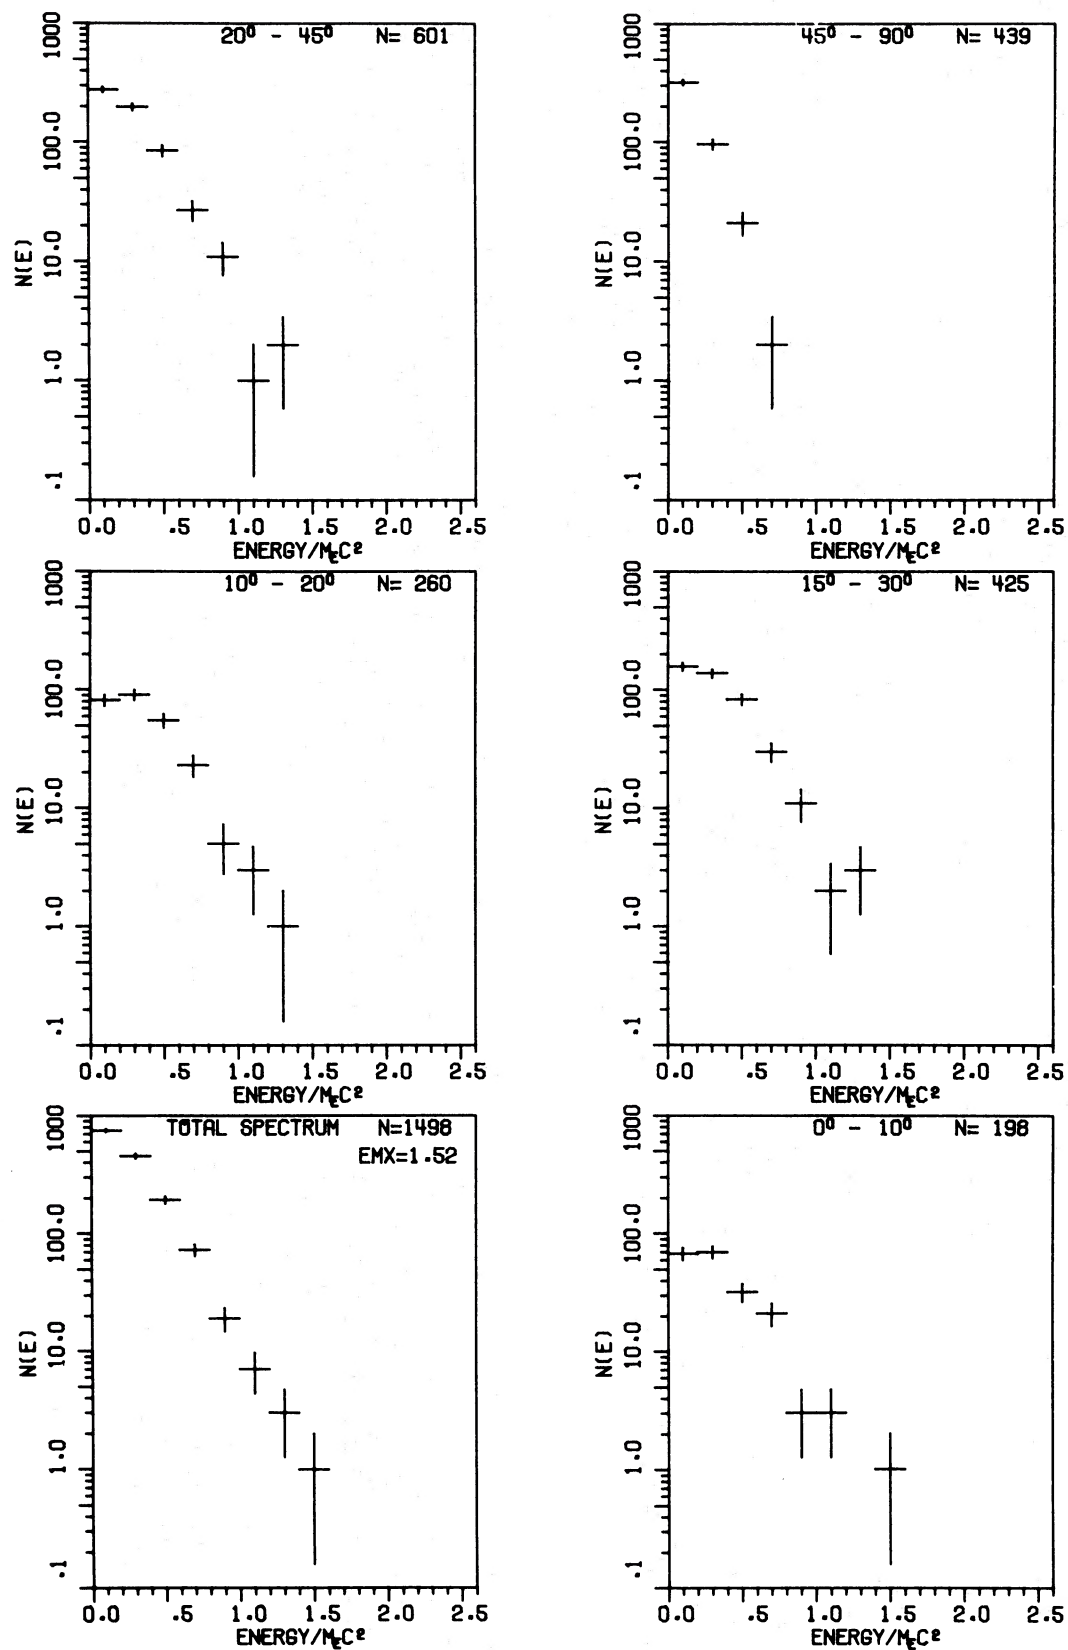 20⁰ - 45⁰ N= 601
1000
100.0
10.0
1.0
.1
N(E)
0.0 .5 1.0 1.5 2.0 2.5
ENERGY/MEC²
45⁰ - 90⁰ N= 439
1000
100.0
10.0
1.0
.1
N(E)
0.0 .5 1.0 1.5 2.0 2.5
ENERGY/MEC²
10⁰ - 20⁰ N= 260
1000
100.0
10.0
1.0
.1
N(E)
0.0 .5 1.0 1.5 2.0 2.5
ENERGY/MEC²
15⁰ - 30⁰ N= 425
1000
100.0
10.0
1.0
.1
N(E)
0.0 .5 1.0 1.5 2.0 2.5
ENERGY/MEC²
TOTAL SPECTRUM N=1498
EMX=1.52
1000
100.0
10.0
1.0
.1
N(E)
0.0 .5 1.0 1.5 2.0 2.5
ENERGY/MEC²
0⁰ - 10⁰ N= 198
1000
100.0
10.0
1.0
.1
N(E)
0.0 .5 1.0 1.5 2.0 2.5
ENERGY/MEC²